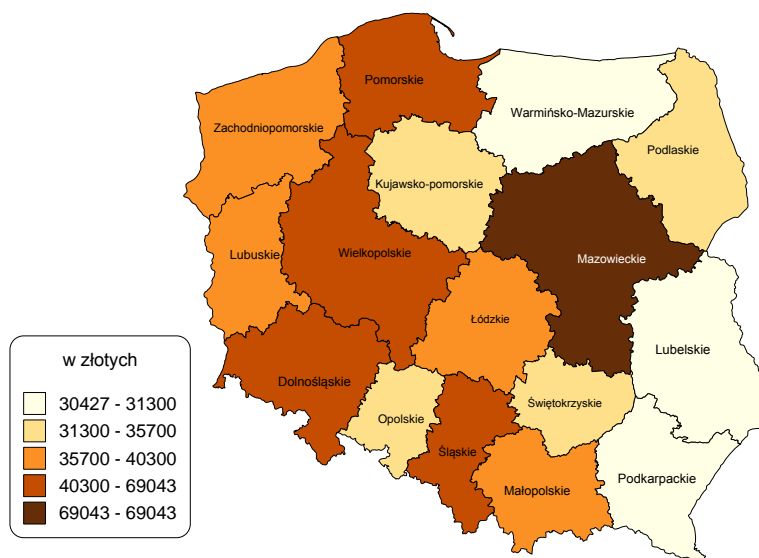 Pomorskie
Warmińsko-Mazurskie
Zachodniopomorskie
Podlaskie
Kujawsko-pomorskie
Lubuskie
Wielkopolskie
Mazowieckie
Łódzkie
Lubelskie
Dolnośląskie
Świętokrzyskie
Opolskie
Śląskie
Podkarpackie
Małopolskie
w złotych
30427 - 31300
31300 - 35700
35700 - 40300
40300 - 69043
69043 - 69043